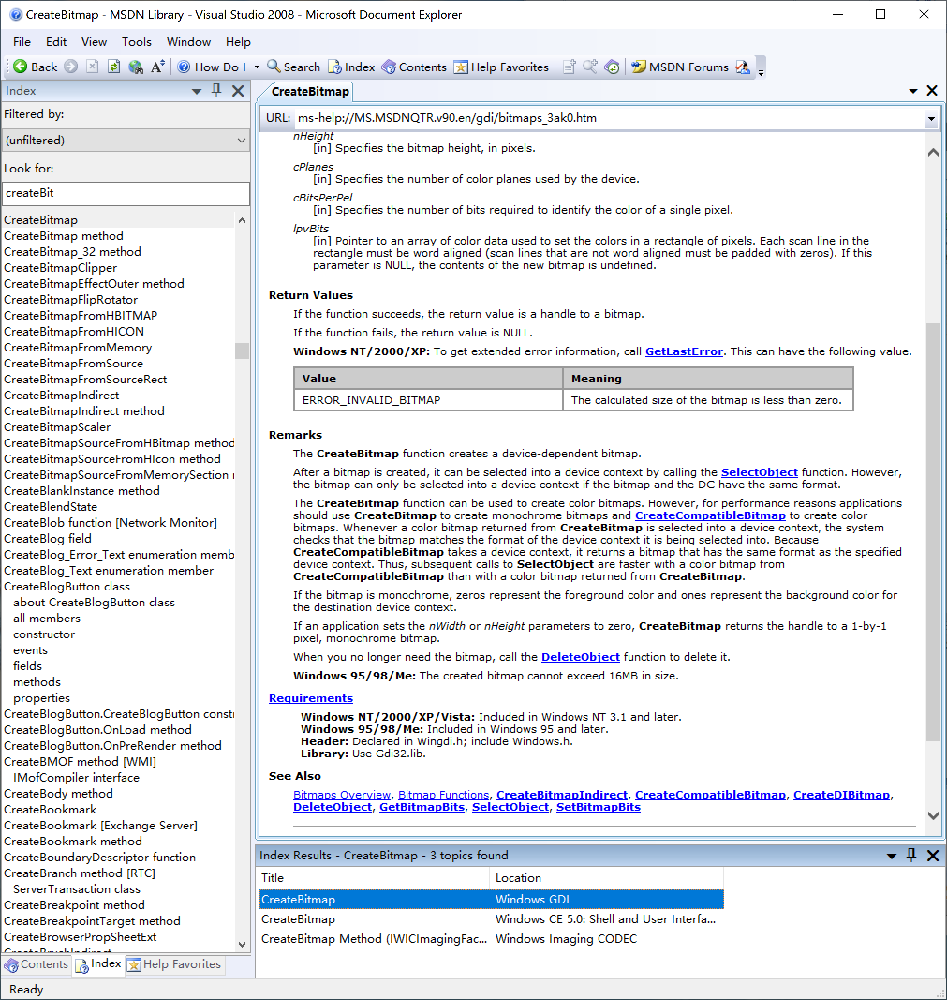 CreateBitmap - MSDN Library - Visual Studio 2008 - Microsoft Document Explorer
File Edit View Tools Window Help
Back How Do I Search Index Contents Help Favorites MSDN Forums
Index
Filtered by:
(unfiltered)
Look for:
createBit
CreateBitmap
CreateBitmap method
CreateBitmap_32 method
CreateBitmapClipper
CreateBitmapEffectOuter method
CreateBitmapFlipRotator
CreateBitmapFromHBITMAP
CreateBitmapFromHICON
CreateBitmapFromMemory
CreateBitmapFromSource
CreateBitmapFromSourceRect
CreateBitmapIndirect
CreateBitmapIndirect method
CreateBitmapScaler
CreateBitmapSourceFromHBitmap method
CreateBitmapSourceFromHIcon method
CreateBitmapSourceFromMemorySection
CreateBlankInstance method
CreateBlendState
CreateBlob function [Network Monitor]
CreateBlog field
CreateBlog_Error_Text enumeration memb
CreateBlog_Text enumeration member
CreateBlogButton class
about CreateBlogButton class
all members
constructor
events
fields
methods
properties
CreateBlogButton.CreateBlogButton const
CreateBlogButton.OnLoad method
CreateBlogButton.OnPreRender method
CreateBMOF method [WMI]
IMofCompiler interface
CreateBody method
CreateBookmark
CreateBookmark [Exchange Server]
CreateBookmark method
CreateBoundaryDescriptor function
CreateBranch method [RTC]
ServerTransaction class
CreateBreakpoint method
CreateBreakpointTarget method
CreateBrowserPropSheetExt
CreateBrushIndirect
Contents Index Help Favorites
CreateBitmap
URL: ms-help://MS.MSDNQTR.v90.en/gdi/bitmaps_3ak0.htm
nHeight
[in] Specifies the bitmap height, in pixels.
cPlanes
[in] Specifies the number of color planes used by the device.
cBitsPerPel
[in] Specifies the number of bits required to identify the color of a single pixel.
lpvBits
[in] Pointer to an array of color data used to set the colors in a rectangle of pixels. Each scan line in the
rectangle must be word aligned (scan lines that are not word aligned must be padded with zeros). If this
parameter is NULL, the contents of the new bitmap is undefined.
Return Values
If the function succeeds, the return value is a handle to a bitmap.
If the function fails, the return value is NULL.
Windows NT/2000/XP: To get extended error information, call GetLastError. This can have the following value.
Value Meaning
ERROR_INVALID_BITMAP The calculated size of the bitmap is less than zero.
Remarks
The CreateBitmap function creates a device-dependent bitmap.
After a bitmap is created, it can be selected into a device context by calling the SelectObject function. However,
the bitmap can only be selected into a device context if the bitmap and the DC have the same format.
The CreateBitmap function can be used to create color bitmaps. However, for performance reasons applications
should use CreateBitmap to create monochrome bitmaps and CreateCompatibleBitmap to create color
bitmaps. Whenever a color bitmap returned from CreateBitmap is selected into a device context, the system
checks that the bitmap matches the format of the device context it is being selected into. Because
CreateCompatibleBitmap takes a device context, it returns a bitmap that has the same format as the specified
device context. Thus, subsequent calls to SelectObject are faster with a color bitmap from
CreateCompatibleBitmap than with a color bitmap returned from CreateBitmap.
If the bitmap is monochrome, zeros represent the foreground color and ones represent the background color for
the destination device context.
If an application sets the nWidth or nHeight parameters to zero, CreateBitmap returns the handle to a 1-by-1
pixel, monochrome bitmap.
When you no longer need the bitmap, call the DeleteObject function to delete it.
Windows 95/98/Me: The created bitmap cannot exceed 16MB in size.
Requirements
Windows NT/2000/XP/Vista: Included in Windows NT 3.1 and later.
Windows 95/98/Me: Included in Windows 95 and later.
Header: Declared in Wingdi.h; include Windows.h.
Library: Use Gdi32.lib.
See Also
Bitmaps Overview, Bitmap Functions, CreateBitmapIndirect, CreateCompatibleBitmap, CreateDIBitmap,
DeleteObject, GetBitmapBits, SelectObject, SetBitmapBits
Index Results - CreateBitmap - 3 topics found
Title Location
CreateBitmap Windows GDI
CreateBitmap Windows CE 5.0: Shell and User Interfa...
CreateBitmap Method (IWICImagingFac... Windows Imaging CODEC
Ready